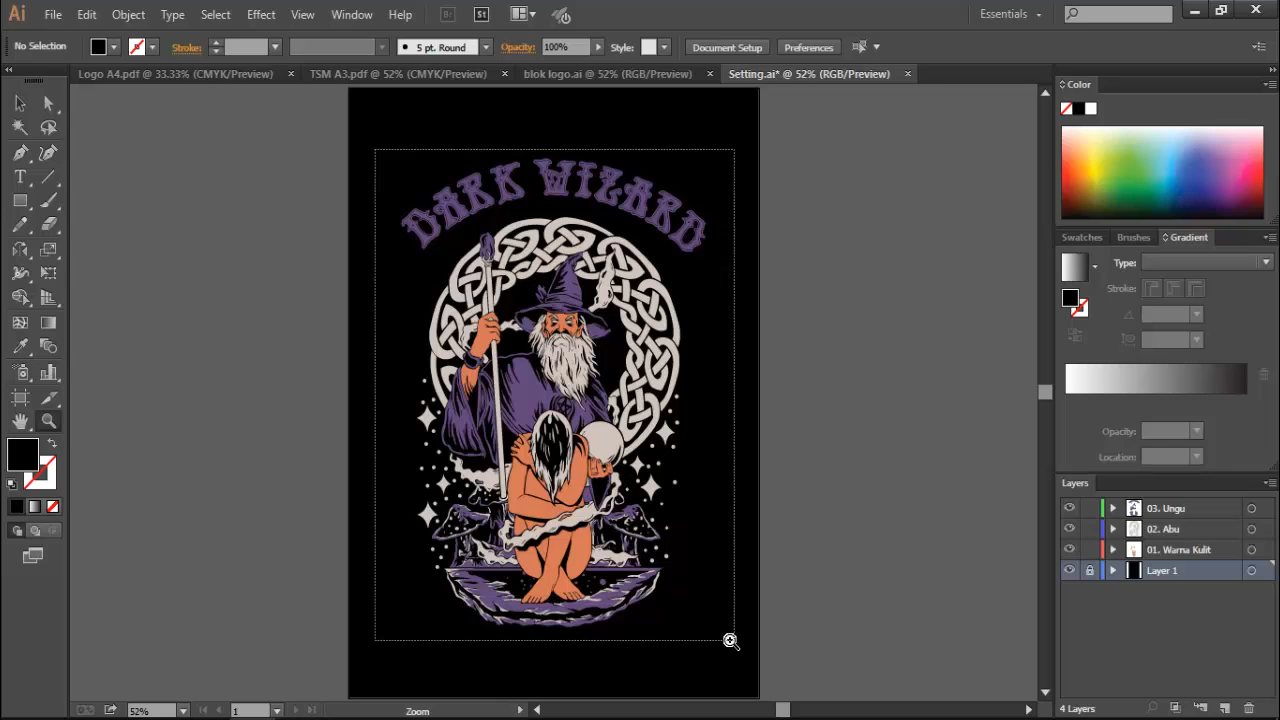 Ai File Edit Object Type Select Effect View Window Help Br St Essentials
No Selection Stroke: 5 pt. Round Opacity: 100% Style: Document Setup Preferences
Logo A4.pdf @ 33.33% (CMYK/Preview) TSM A3.pdf @ 52% (CMYK/Preview) blok logo.ai @ 52% (RGB/Preview) Setting.ai* @ 52% (RGB/Preview)
Color
DARK WIZARD
Swatches Brushes Gradient
Type:
Stroke:
Opacity:
Location:
Layers
03. Ungu
02. Abu
01. Warna Kulit
Layer 1
52% 1 Zoom 4 Layers